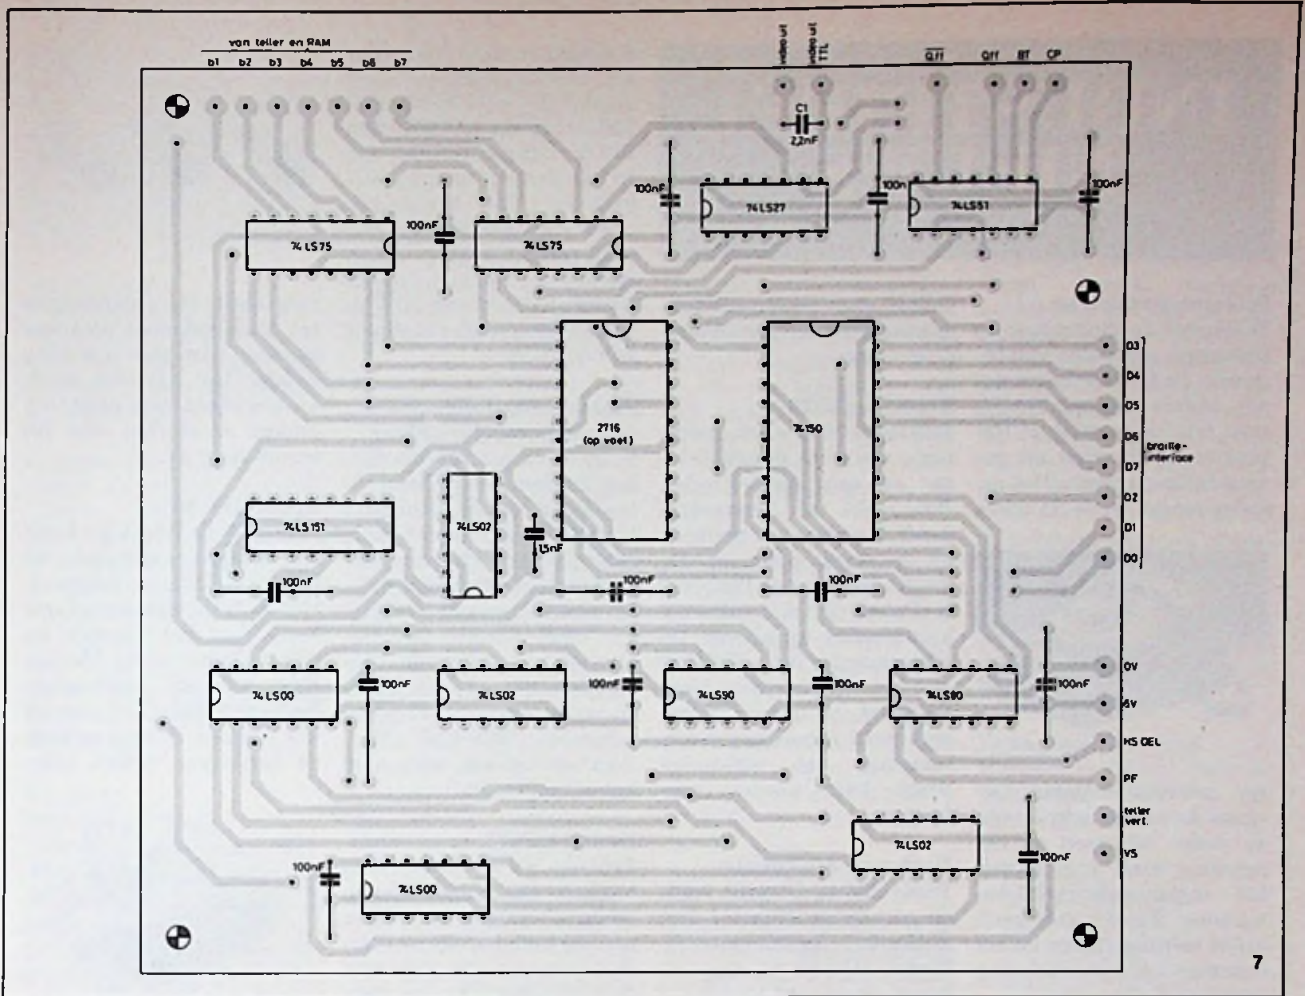 van teller en RAM
b1 b2 b3 b4 b5 b6 b7
video uit
video uit TTL
Qff Qff BT CP
C1
2,2nF
100nF
100n
100nF
74LS27
74LS51
100nF
74LS75
74LS75
D3
D4
D5
D6
D7
D2
D1
D0
braille-
interface
2716
(op voet)
74150
74LS151
74LS02
1,5nF
100nF
100nF
100nF
0V
5V
HS DEL
PF
teller
vert.
VS
74LS00
100nF
74LS02
100nF
74LS90
100nF
74LS90
100nF
74LS02
100nF
100nF
74LS00
7